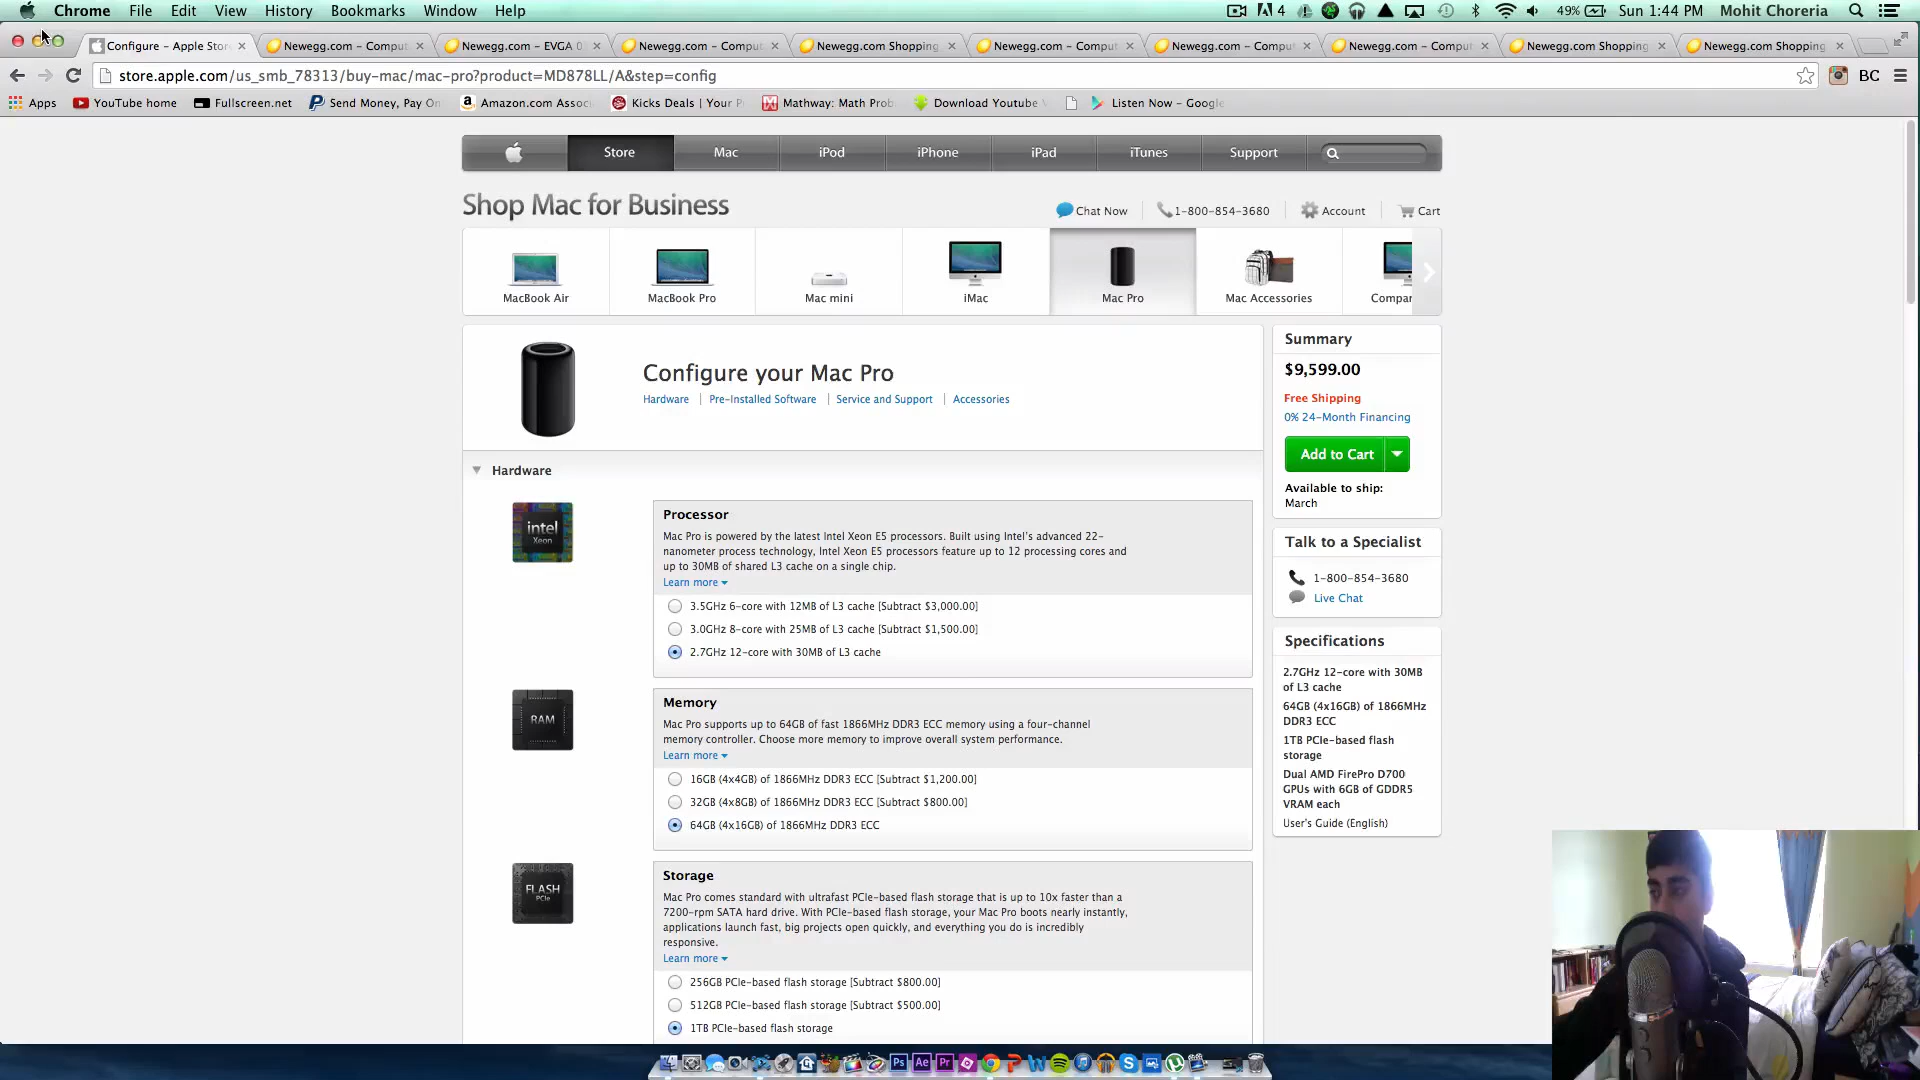 Chrome File Edit View History Bookmarks Window Help
4 49% Sun 1:44 PM Mohit Choreria
Configure – Apple Stor
Newegg.com – Comput
Newegg.com – EVGA 0
Newegg.com – Comput
Newegg.com Shopping
Newegg.com – Comput
Newegg.com – Comput
Newegg.com – Comput
Newegg.com Shopping
Newegg.com Shopping
store.apple.com/us_smb_78313/buy-mac/mac-pro?product=MD878LL/A&step=config
BC
Apps
YouTube home
Fullscreen.net
Send Money, Pay On
Amazon.com Assoc
Kicks Deals | Your P
Mathway: Math Prob
Download Youtube
Listen Now – Google
Store
Mac
iPod
iPhone
iPad
iTunes
Support
Shop Mac for Business
Chat Now
1-800-854-3680
Account
Cart
MacBook Air
MacBook Pro
Mac mini
iMac
Mac Pro
Mac Accessories
Compar
Configure your Mac Pro
Hardware | Pre-Installed Software | Service and Support | Accessories
Hardware
intel
Xeon
Processor
Mac Pro is powered by the latest Intel Xeon E5 processors. Built using Intel's advanced 22-
nanometer process technology, Intel Xeon E5 processors feature up to 12 processing cores and
up to 30MB of shared L3 cache on a single chip.
Learn more
3.5GHz 6-core with 12MB of L3 cache [Subtract $3,000.00]
3.0GHz 8-core with 25MB of L3 cache [Subtract $1,500.00]
2.7GHz 12-core with 30MB of L3 cache
RAM
Memory
Mac Pro supports up to 64GB of fast 1866MHz DDR3 ECC memory using a four-channel
memory controller. Choose more memory to improve overall system performance.
Learn more
16GB (4x4GB) of 1866MHz DDR3 ECC [Subtract $1,200.00]
32GB (4x8GB) of 1866MHz DDR3 ECC [Subtract $800.00]
64GB (4x16GB) of 1866MHz DDR3 ECC
FLASH
PCIe
Storage
Mac Pro comes standard with ultrafast PCIe-based flash storage that is up to 10x faster than a
7200-rpm SATA hard drive. With PCIe-based flash storage, your Mac Pro boots nearly instantly,
applications launch fast, big projects open quickly, and everything you do is incredibly
responsive.
Learn more
256GB PCIe-based flash storage [Subtract $800.00]
512GB PCIe-based flash storage [Subtract $500.00]
1TB PCIe-based flash storage
Summary
$9,599.00
Free Shipping
0% 24-Month Financing
Add to Cart
Available to ship:
March
Talk to a Specialist
1-800-854-3680
Live Chat
Specifications
2.7GHz 12-core with 30MB
of L3 cache
64GB (4x16GB) of 1866MHz
DDR3 ECC
1TB PCIe-based flash
storage
Dual AMD FirePro D700
GPUs with 6GB of GDDR5
VRAM each
User's Guide (English)
Ps Ae Pr